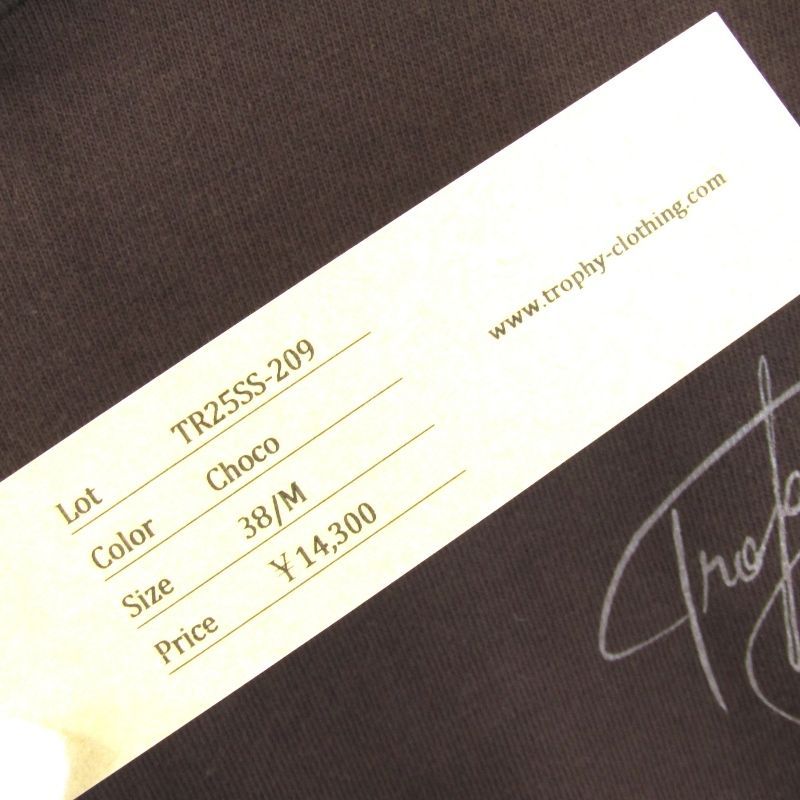 www.trophy-clothing.com
Lot TR25SS-209
Color Choco
Size 38/M
Price ¥14,300